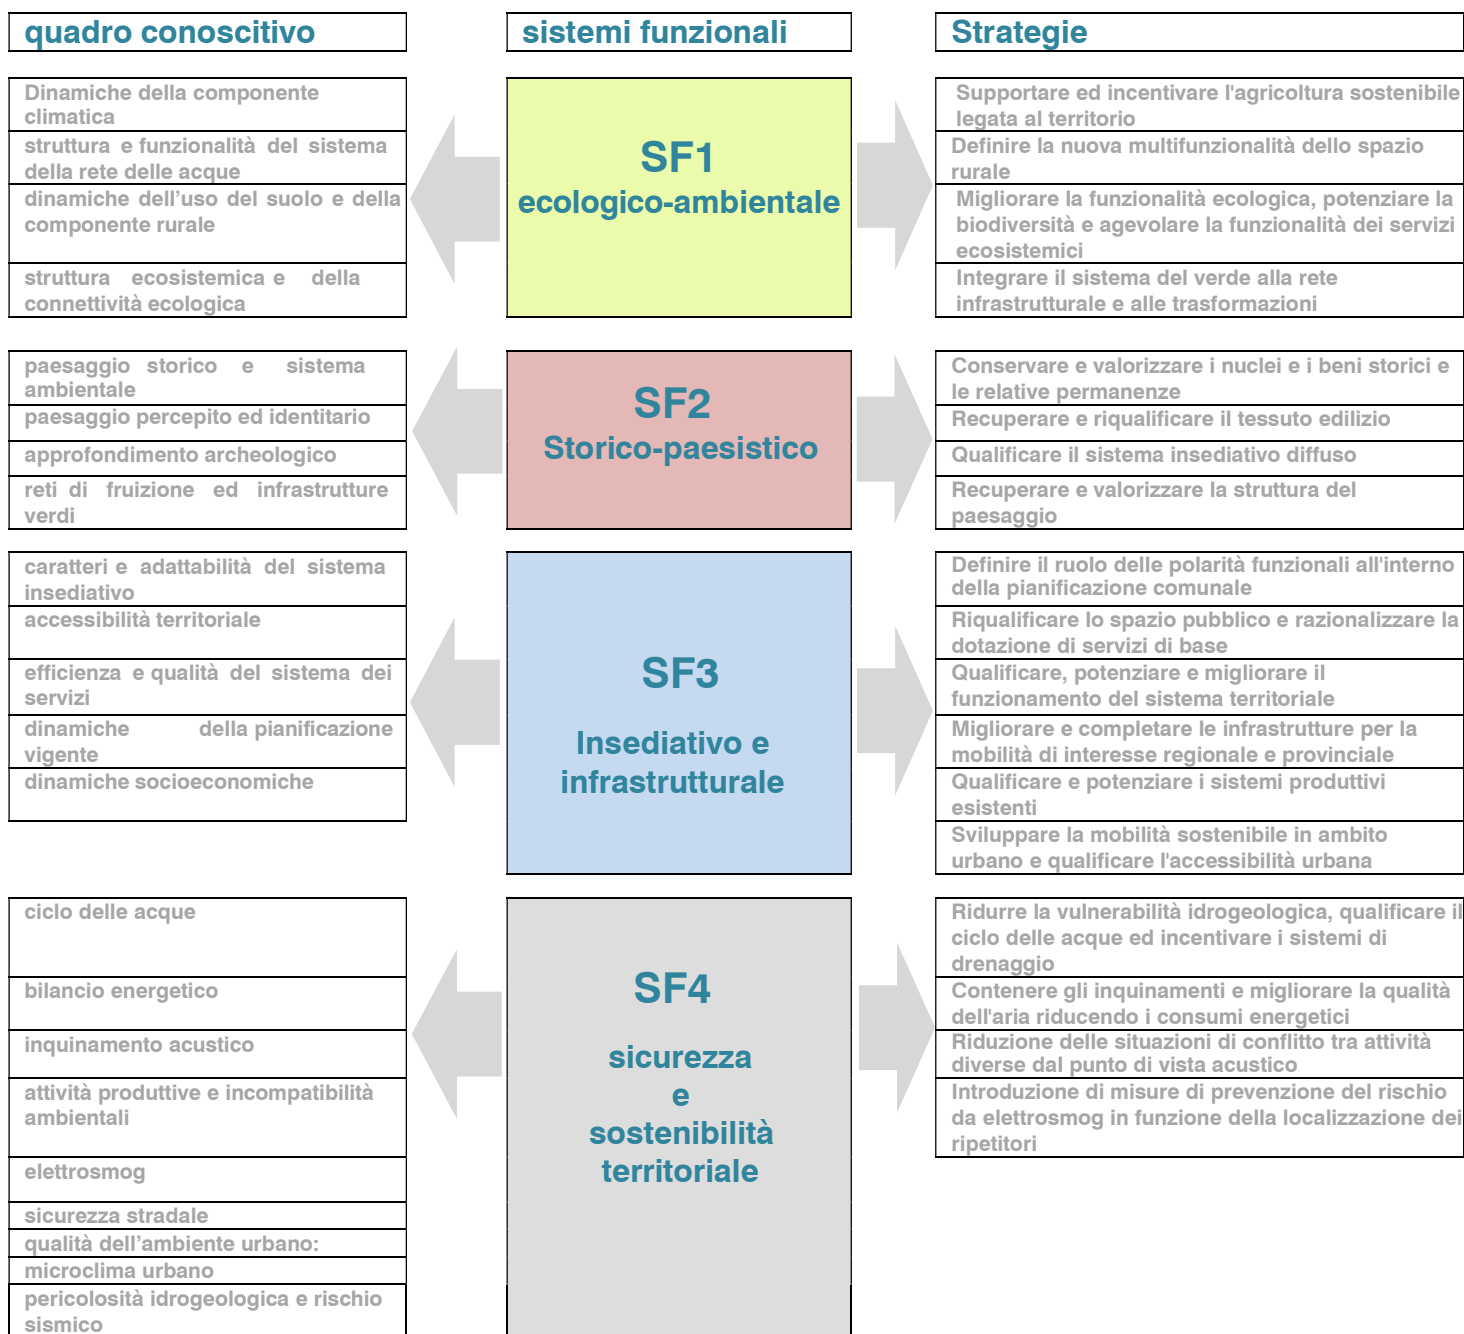 quadro conoscitivo
sistemi funzionali
Strategie
Dinamiche della componente
climatica
struttura e funzionalità del sistema
della rete delle acque
dinamiche dell’uso del suolo e della
componente rurale
struttura ecosistemica e della
connettività ecologica
SF1
ecologico-ambientale
Supportare ed incentivare l'agricoltura sostenibile
legata al territorio
Definire la nuova multifunzionalità dello spazio
rurale
Migliorare la funzionalità ecologica, potenziare la
biodiversità e agevolare la funzionalità dei servizi
ecosistemici
Integrare il sistema del verde alla rete
infrastrutturale e alle trasformazioni
paesaggio storico e sistema
ambientale
paesaggio percepito ed identitario
approfondimento archeologico
reti di fruizione ed infrastrutture
verdi
SF2
Storico-paesistico
Conservare e valorizzare i nuclei e i beni storici e
le relative permanenze
Recuperare e riqualificare il tessuto edilizio
Qualificare il sistema insediativo diffuso
Recuperare e valorizzare la struttura del
paesaggio
caratteri e adattabilità del sistema
insediativo
accessibilità territoriale
efficienza e qualità del sistema dei
servizi
dinamiche della pianificazione
vigente
dinamiche socioeconomiche
SF3
Insediativo e
infrastrutturale
Definire il ruolo delle polarità funzionali all'interno
della pianificazione comunale
Riqualificare lo spazio pubblico e razionalizzare la
dotazione di servizi di base
Qualificare, potenziare e migliorare il
funzionamento del sistema territoriale
Migliorare e completare le infrastrutture per la
mobilità di interesse regionale e provinciale
Qualificare e potenziare i sistemi produttivi
esistenti
Sviluppare la mobilità sostenibile in ambito
urbano e qualificare l'accessibilità urbana
ciclo delle acque
bilancio energetico
inquinamento acustico
attività produttive e incompatibilità
ambientali
elettrosmog
sicurezza stradale
qualità dell’ambiente urbano:
microclima urbano
pericolosità idrogeologica e rischio
sismico
SF4
sicurezza
e
sostenibilità
territoriale
Ridurre la vulnerabilità idrogeologica, qualificare il
ciclo delle acque ed incentivare i sistemi di
drenaggio
Contenere gli inquinamenti e migliorare la qualità
dell'aria riducendo i consumi energetici
Riduzione delle situazioni di conflitto tra attività
diverse dal punto di vista acustico
Introduzione di misure di prevenzione del rischio
da elettrosmog in funzione della localizzazione dei
ripetitori